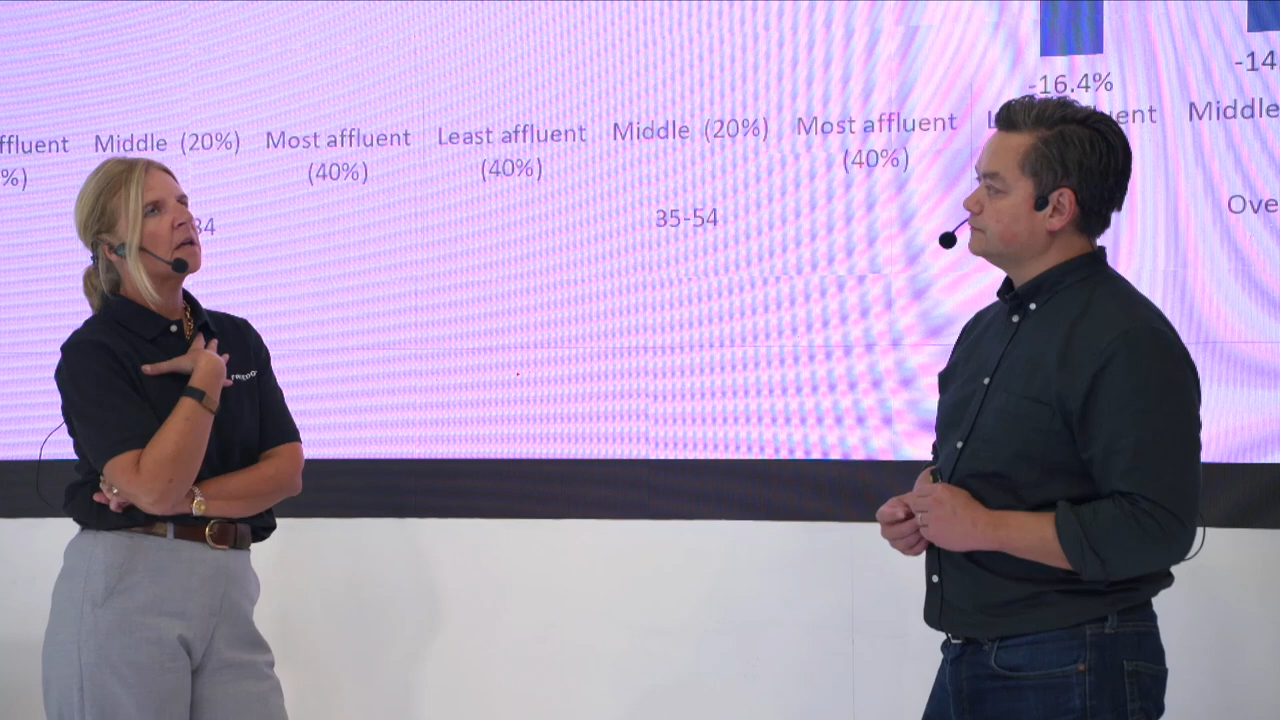 -16.4%
-14.
ffluent Middle (20%) Most affluent Least affluent Middle (20%) Most affluent L uent Middle
%) (40%) (40%) (40%)
34 35-54 Ove